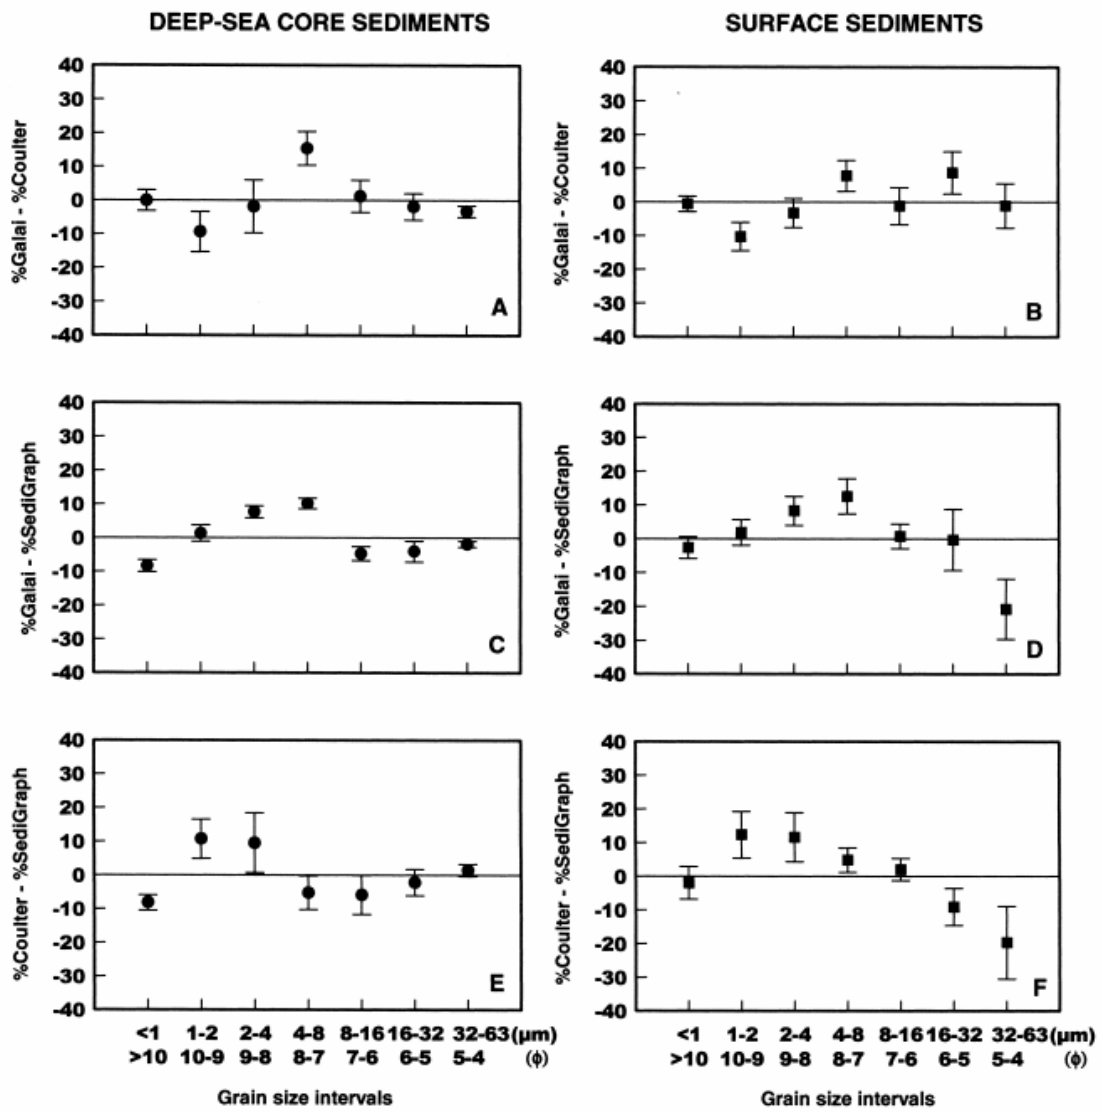 DEEP-SEA CORE SEDIMENTS
SURFACE SEDIMENTS
%Galai - %Coulter
40
30
20
10
0
-10
-20
-30
-40
A
%Galai - %Coulter
40
30
20
10
0
-10
-20
-30
-40
B
%Galai - %SediGraph
40
30
20
10
0
-10
-20
-30
-40
C
%Galai - %SediGraph
40
30
20
10
0
-10
-20
-30
-40
D
%Coulter - %SediGraph
40
30
20
10
0
-10
-20
-30
-40
E
<1 1-2 2-4 4-8 8-16 16-32 32-63 (μm)
>10 10-9 9-8 8-7 7-6 6-5 5-4 (ϕ)
Grain size intervals
%Coulter - %SediGraph
40
30
20
10
0
-10
-20
-30
-40
F
<1 1-2 2-4 4-8 8-16 16-32 32-63 (μm)
>10 10-9 9-8 8-7 7-6 6-5 5-4 (ϕ)
Grain size intervals